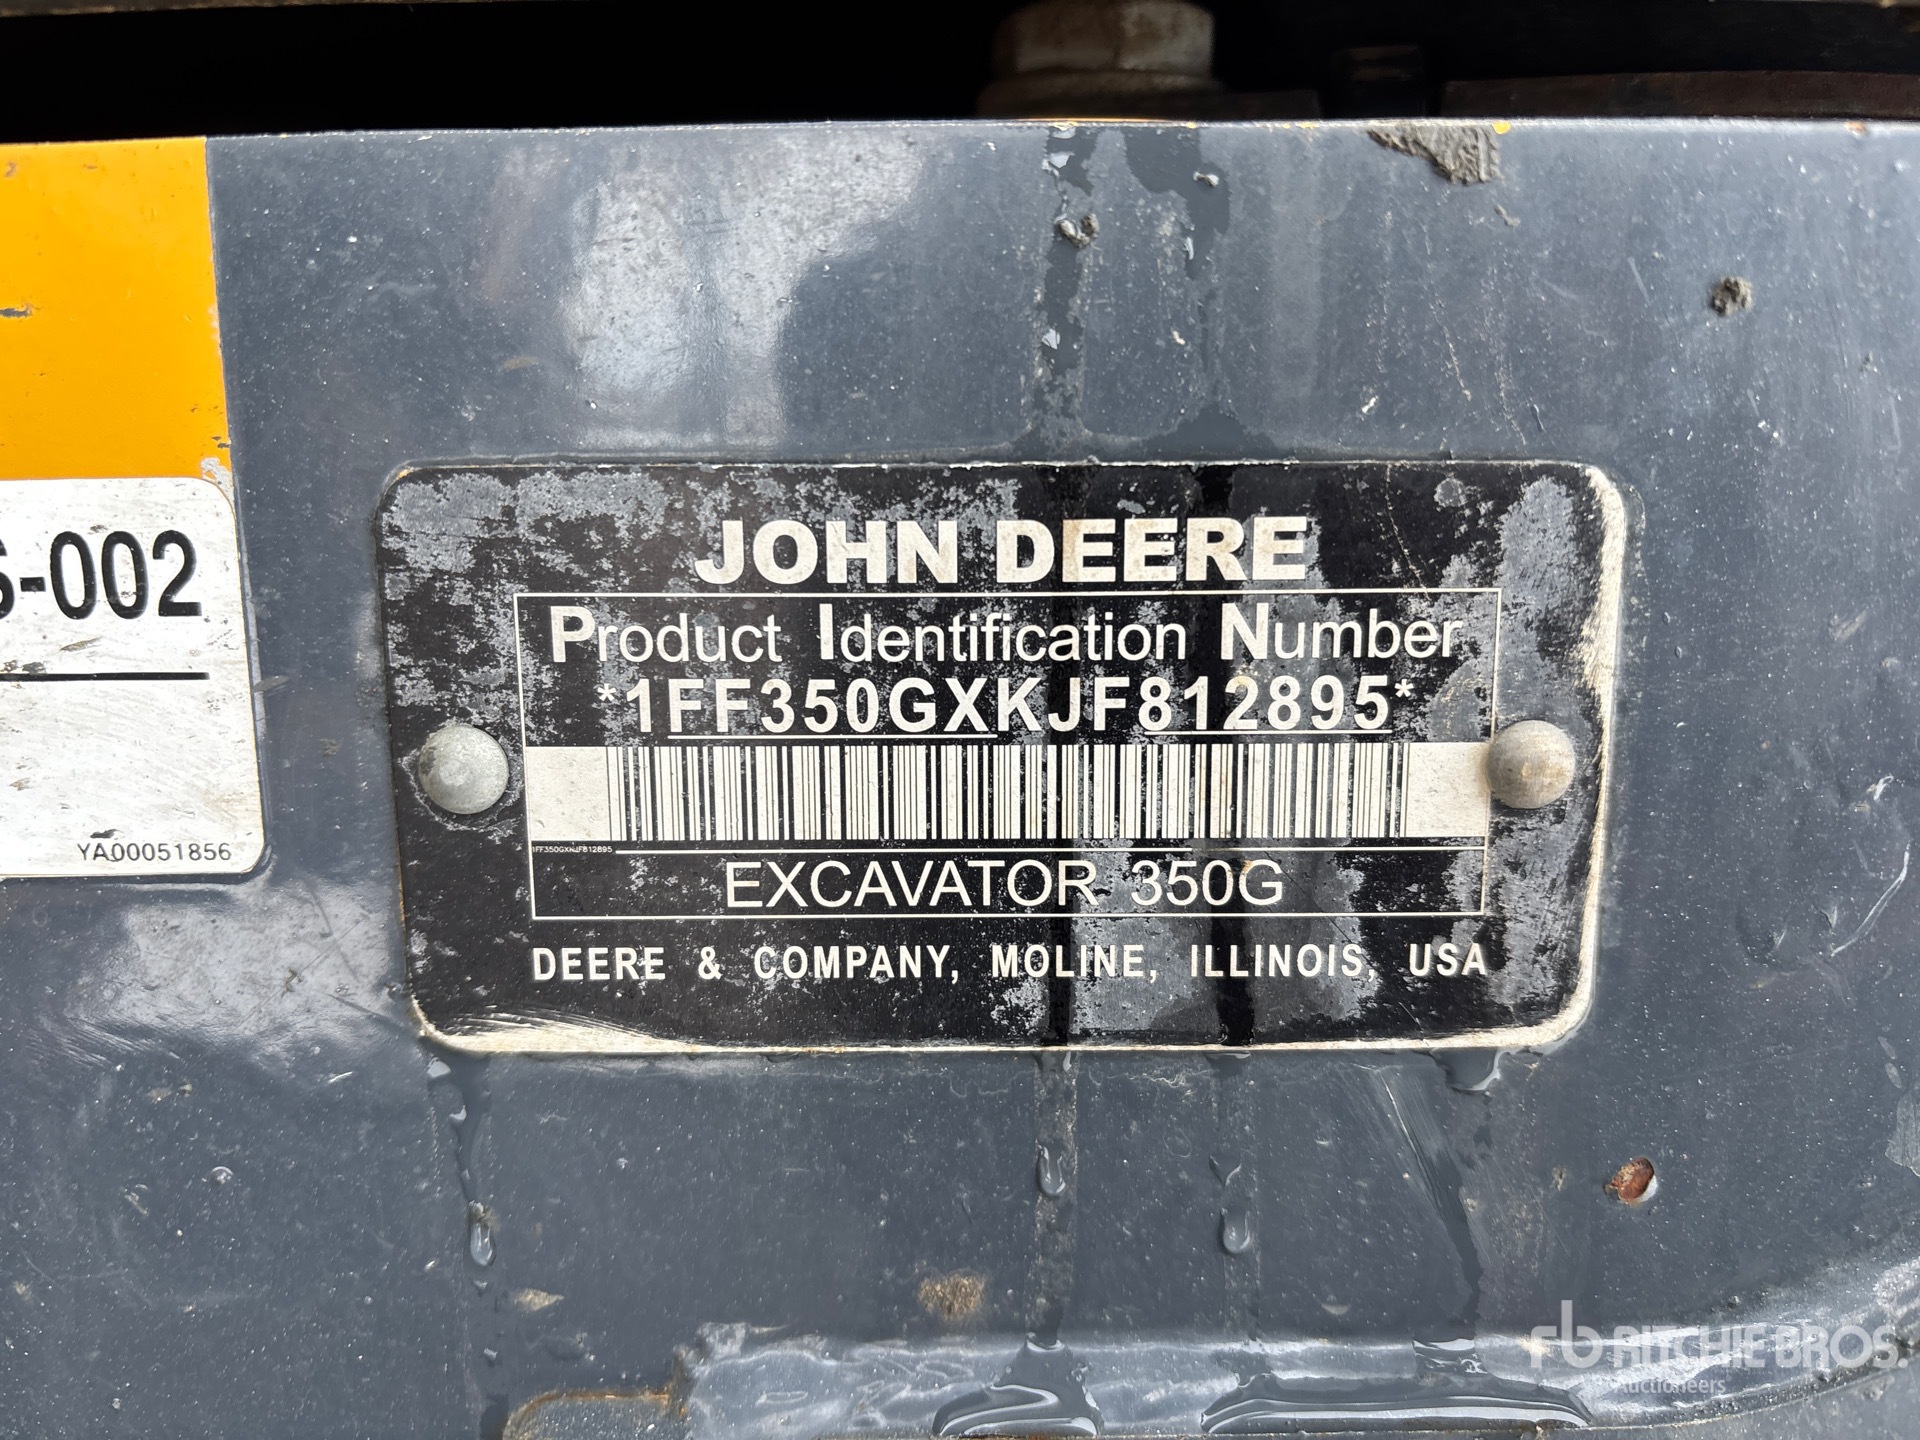 S-002
YA00051856
JOHN DEERE
Product Identification Number
*1FF350GXKJF812895*
1FF350GXKJF812895
EXCAVATOR 350G
DEERE & COMPANY, MOLINE, ILLINOIS, USA
rb RITCHIE BROS.
Auctioneers